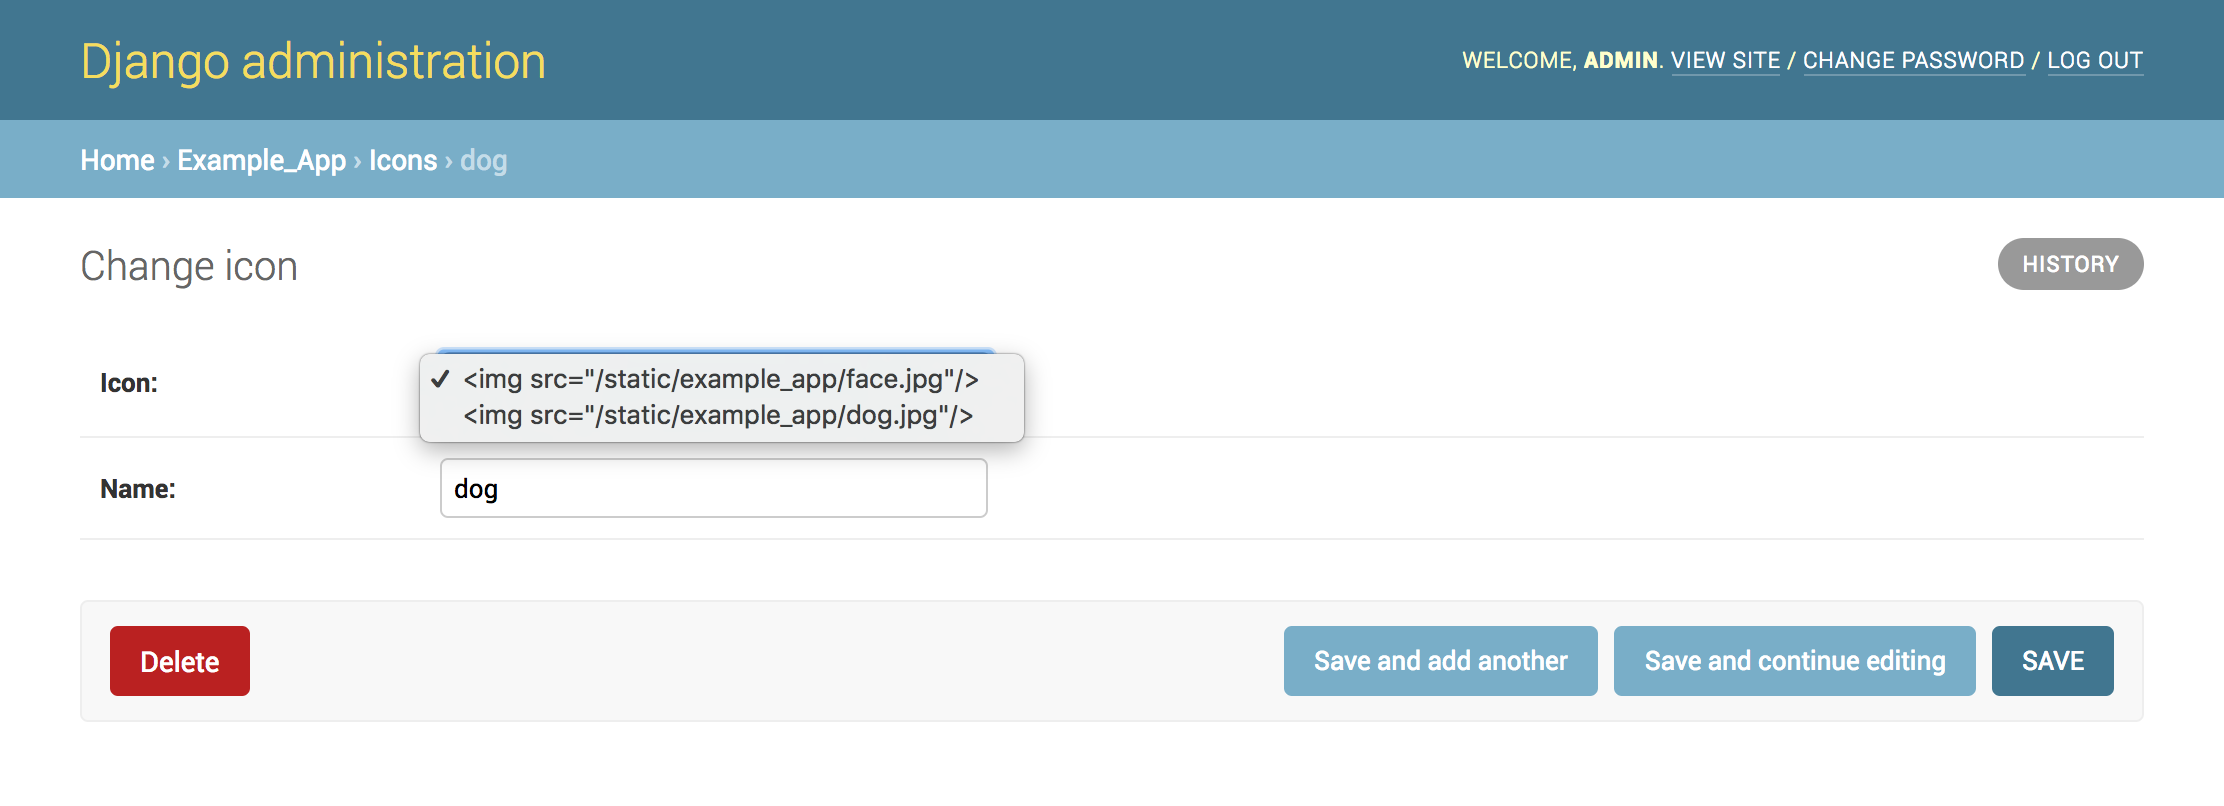 Django administration
WELCOME, ADMIN. VIEW SITE / CHANGE PASSWORD / LOG OUT
Home › Example_App › Icons › dog
Change icon
HISTORY
Icon:
✓ <img src="/static/example_app/face.jpg"/>
<img src="/static/example_app/dog.jpg"/>
Name:
dog
Delete
Save and add another
Save and continue editing
SAVE